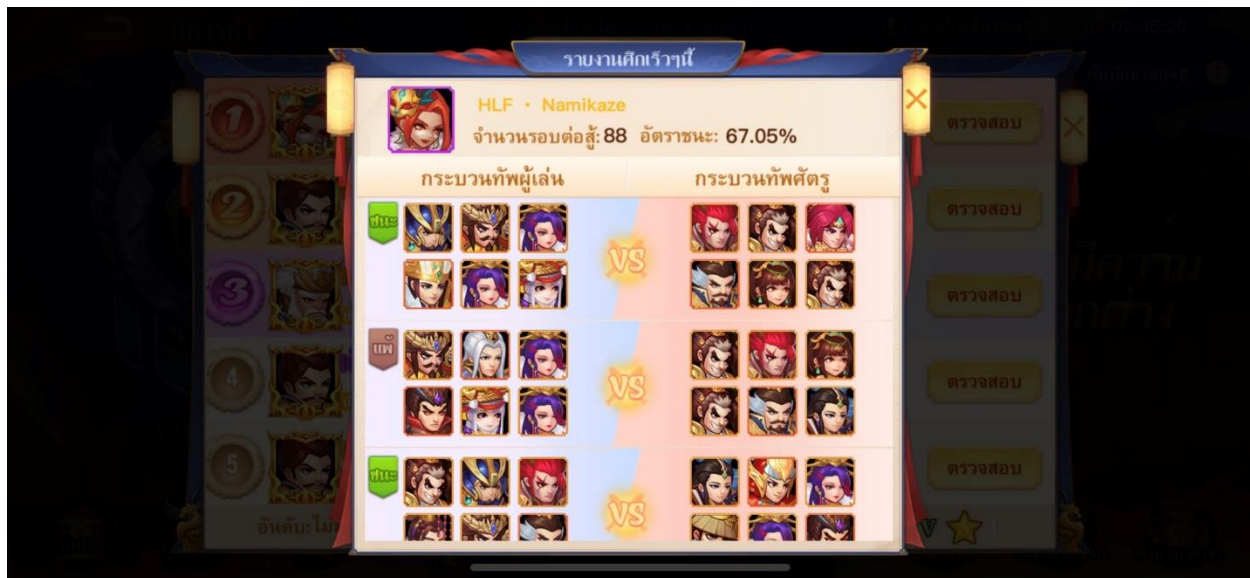 รายงานศึกเร็วๆนี้
HLF · Namikaze
จำนวนรอบต่อสู้: 88 อัตราชนะ: 67.05%
กระบวนทัพผู้เล่น กระบวนทัพศัตรู
ชนะ
VS
แพ้
VS
ชนะ
VS
1
ตรวจสอบ
2
ตรวจสอบ
3
ตรวจสอบ
4
ตรวจสอบ
5
ตรวจสอบ